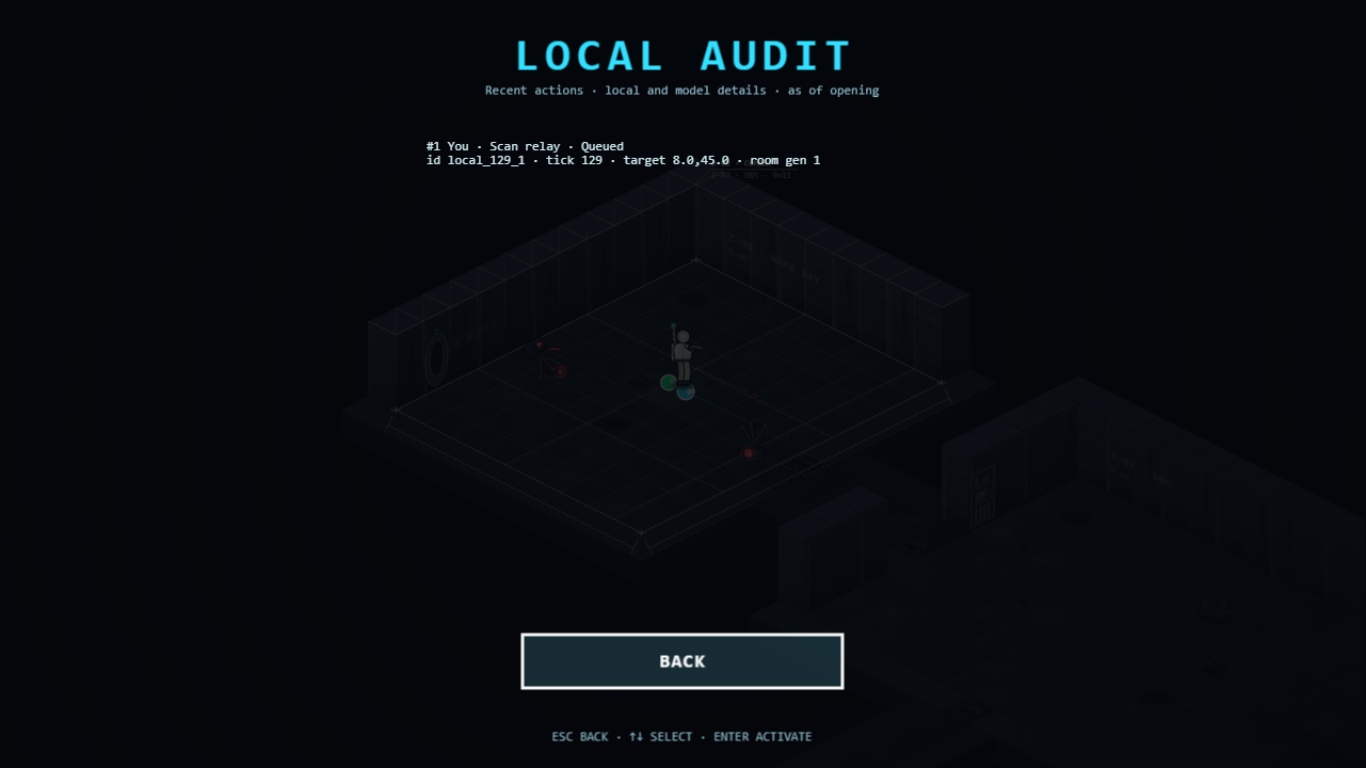 LOCAL AUDIT
Recent actions · local and model details · as of opening
#1 You · Scan relay · Queued
id local_129_1 · tick 129 · target 8.0,45.0 · room gen 1
BACK
ESC BACK · ↑↓ SELECT · ENTER ACTIVATE